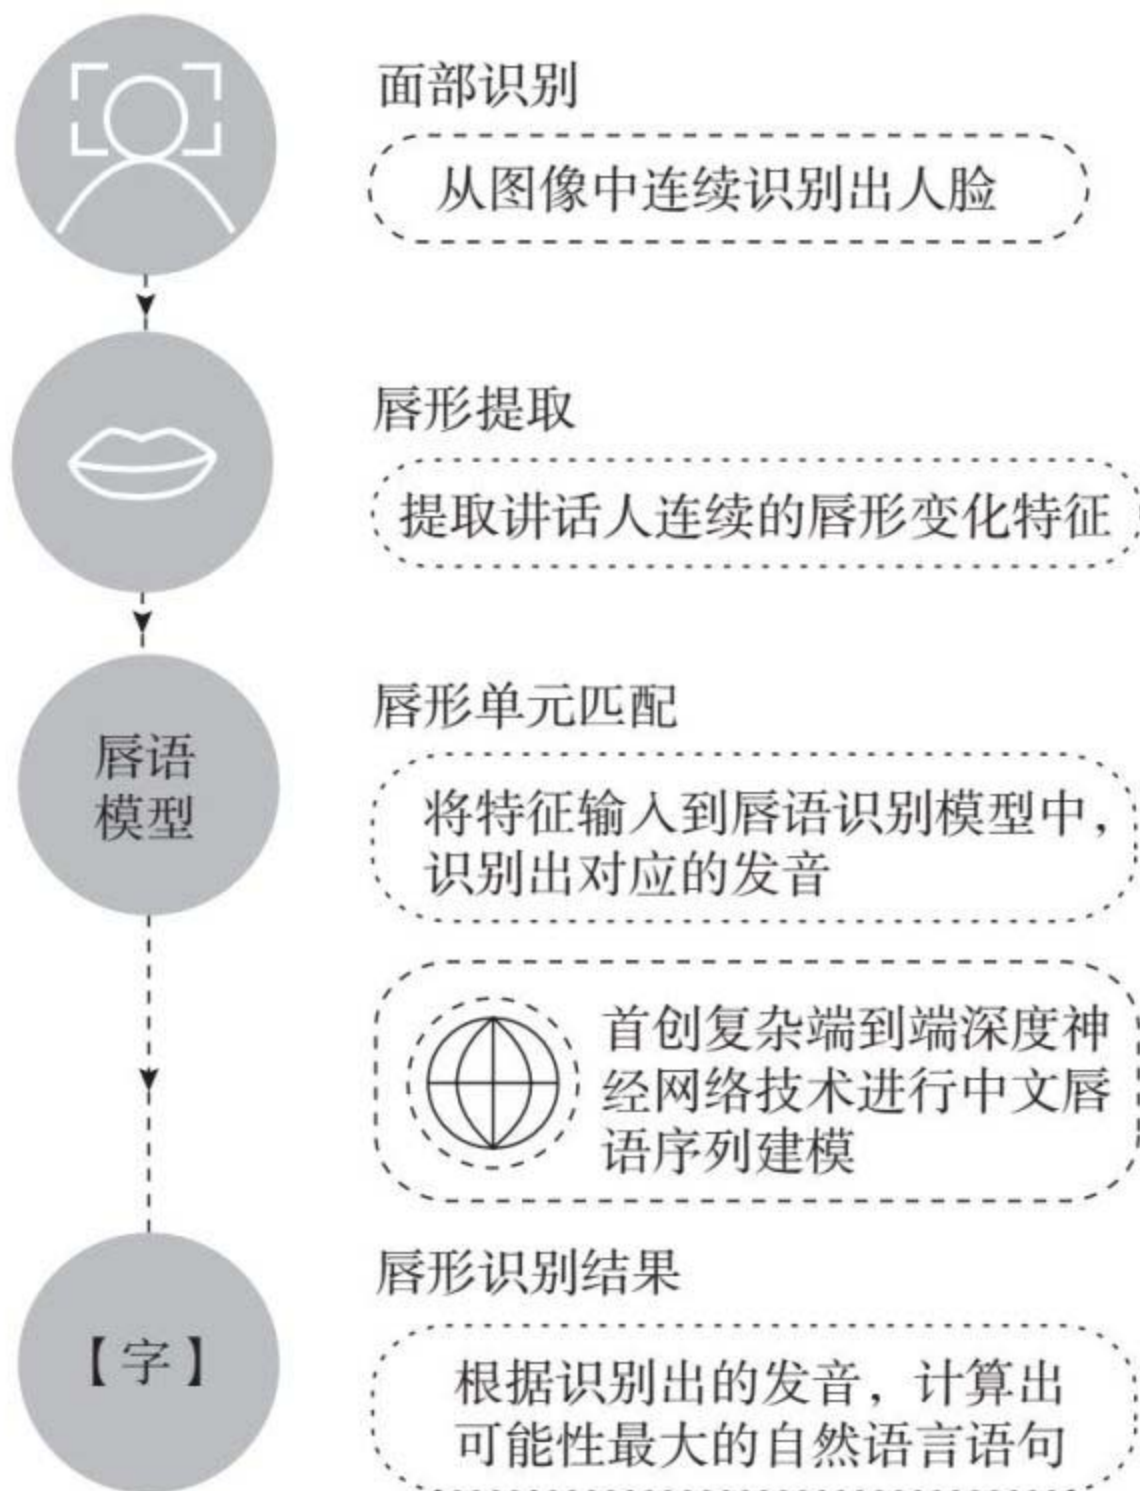 面部识别
从图像中连续识别出人脸
唇形提取
提取讲话人连续的唇形变化特征
唇语
模型
唇形单元匹配
将特征输入到唇语识别模型中，
识别出对应的发音
首创复杂端到端深度神
经网络技术进行中文唇
语序列建模
唇形识别结果
【字】
根据识别出的发音，计算出
可能性最大的自然语言语句